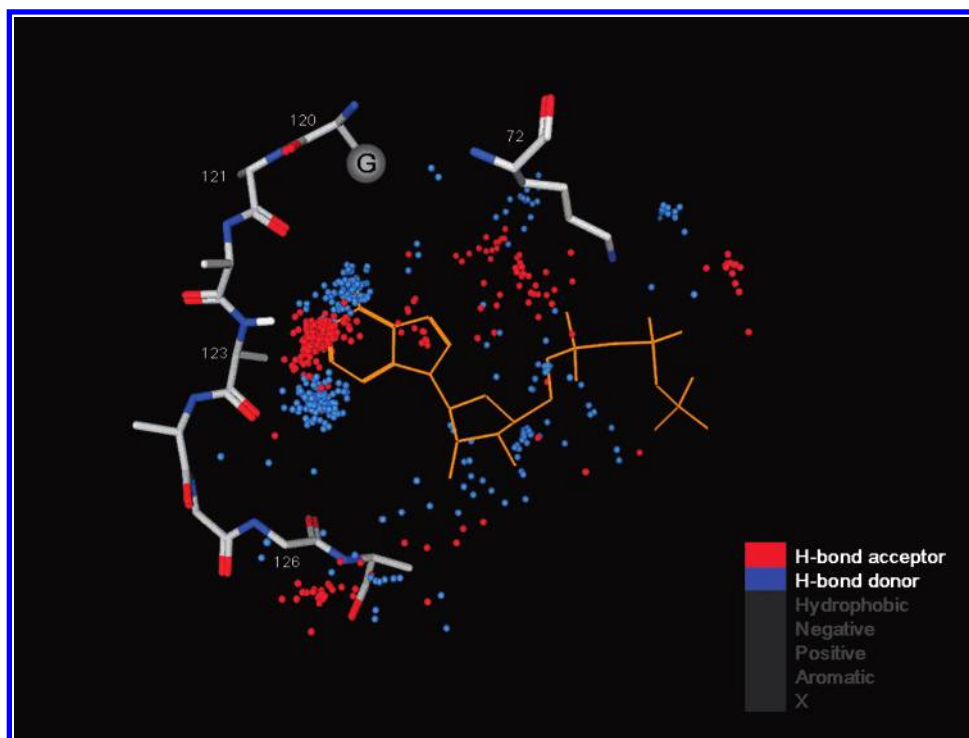 120
72
G
121
123
126
H-bond acceptor
H-bond donor
Hydrophobic
Negative
Positive
Aromatic
X